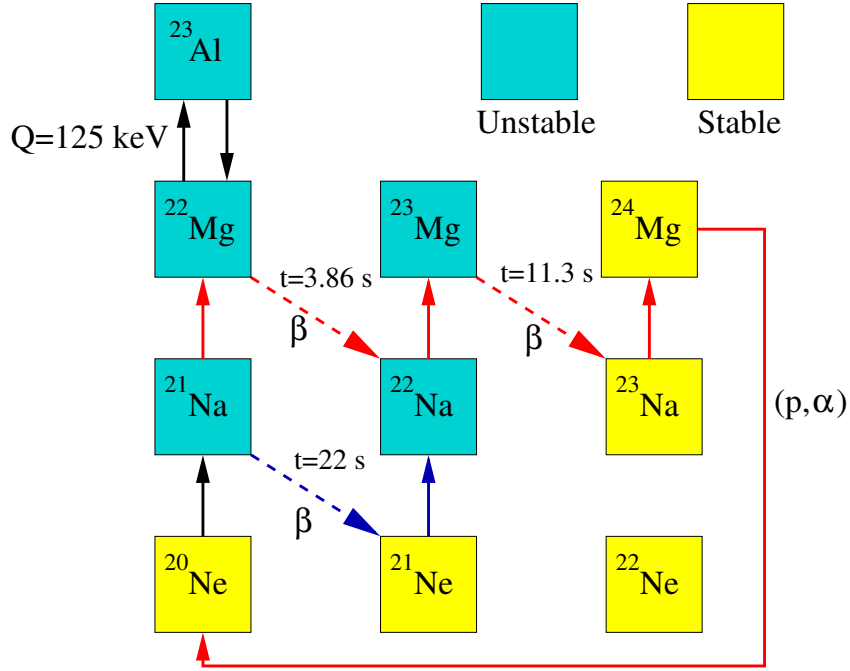 ²³Al
Unstable
Stable
Q=125 keV
²²Mg
²³Mg
²⁴Mg
t=3.86 s
t=11.3 s
β
β
²¹Na
²²Na
²³Na
(p,α)
t=22 s
β
²⁰Ne
²¹Ne
²²Ne